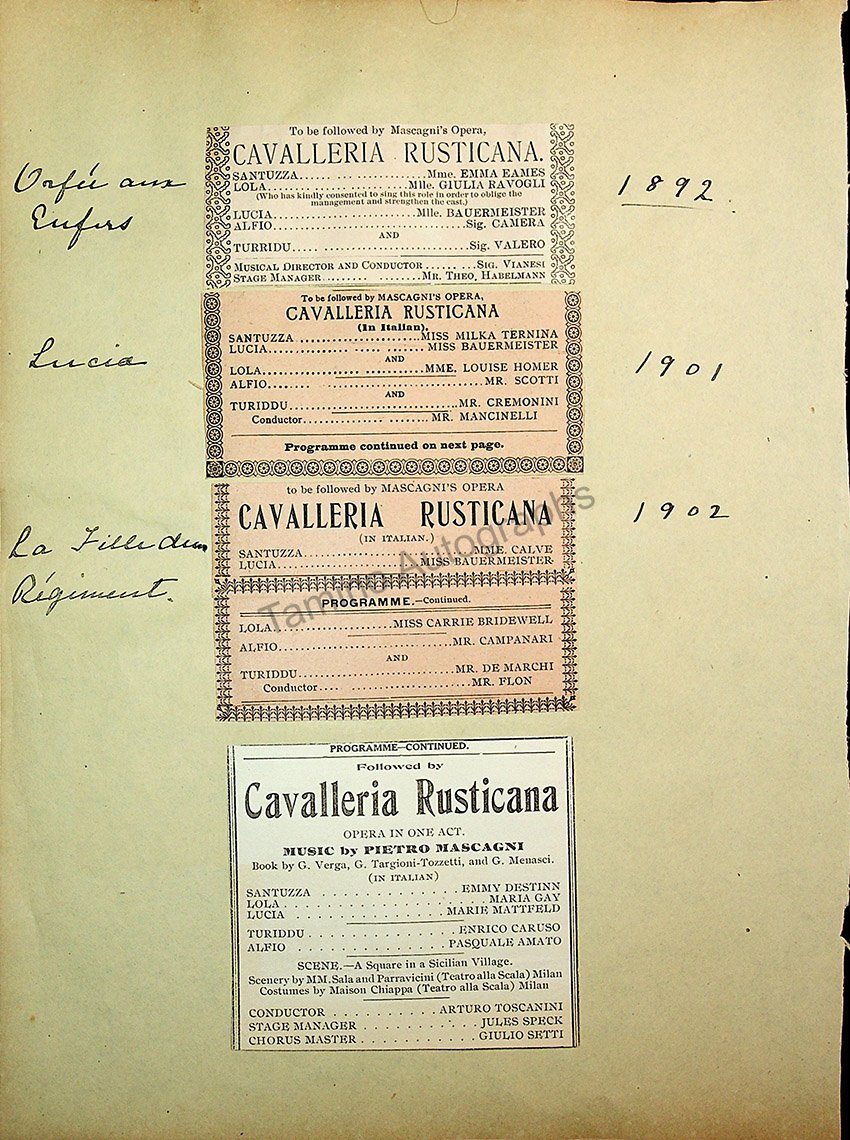 To be followed by Mascagni's Opera,
CAVALLERIA RUSTICANA.
SANTUZZA...... ... ......................Mme. EMMA EAMES
LOLA............................Mlle. GIULIA RAVOGLI
(Who has kindly consented to sing this role in order to oblige the
management and strengthen the cast.)
LUCIA.................................Mlle. BAUERMEISTER
ALFIO............................................Sig. CAMERA
AND
TURRIDU..... ...............................Sig. VALERO
MUSICAL DIRECTOR AND CONDUCTOR ..... ...SIG. VIANESI
STAGE MANAGER......... ........MR. THEO, HABELMANN
Orfée aux
Enfers
1892
To be followed by MASCAGNI'S OPERA,
CAVALLERIA RUSTICANA
(In Italian).
SANTUZZA .....................MISS MILKA TERNINA
LUCIA................ ... ...... MISS BAUERMEISTER
AND
LOLA..................... ...........MME. LOUISE HOMER
ALFIO....... ...............................MR. SCOTTI
AND
TURIDDU...................................MR. CREMONINI
Conductor.............. ....... MR. MANCINELLI
Programme continued on next page.
Lucia
1901
to be followed by MASCAGNI'S OPERA
CAVALLERIA RUSTICANA
(IN ITALIAN.)
SANTUZZA..............................MME. CALVE
LUCIA.........................MISS BAUERMEISTER
PROGRAMME.—Continued.
LOLA.........................MISS CARRIE BRIDEWELL
ALFIO..................................MR. CAMPANARI
AND
TURIDDU..............................MR. DE MARCHI
Conductor.... .....................MR. FLON
La Fille du
Régiment.
1902
Tamino Autographs
PROGRAMME—CONTINUED.
Followed by
Cavalleria Rusticana
OPERA IN ONE ACT.
MUSIC by PIETRO MASCAGNI
Book by G. Verga, G. Targioni-Tozzetti, and G. Menasci.
(IN ITALIAN)
SANTUZZA . . . . . . . . . . . . . EMMY DESTINN
LOLA . . . . . . . . . . . . . . . . . . MARIA GAY
LUCIA . . . . . . . . . . . . . MARIE MATTFELD
TURIDDU . . . . . . . . . . . . . ENRICO CARUSO
ALFIO . . . . . . . . . . . . . . PASQUALE AMATO
SCENE.—A Square in a Sicilian Village.
Scenery by MM. Sala and Parravicini (Teatro alla Scala) Milan
Costumes by Maison Chiappa (Teatro alla Scala) Milan
CONDUCTOR . . . . . . . . . . ARTURO TOSCANINI
STAGE MANAGER . . . . . . . . . . . JULES SPECK
CHORUS MASTER . . . . . . . . . . . GIULIO SETTI